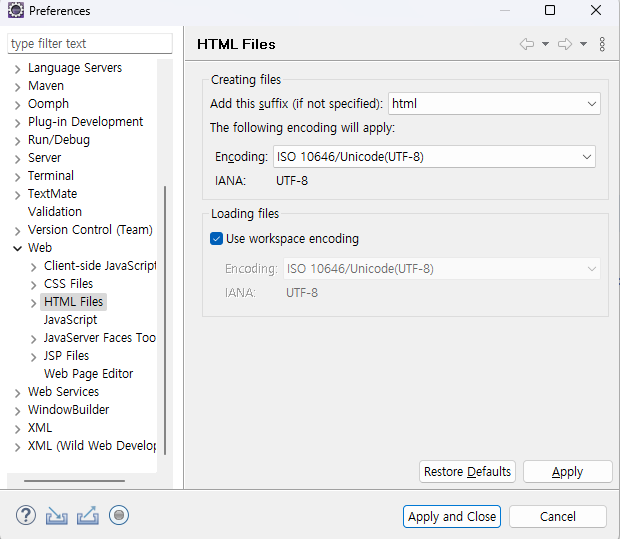 Preferences
type filter text
Language Servers
Maven
Oomph
Plug-in Development
Run/Debug
Server
Terminal
TextMate
Validation
Version Control (Team)
Web
Client-side JavaScript
CSS Files
HTML Files
JavaScript
JavaServer Faces Too
JSP Files
Web Page Editor
Web Services
WindowBuilder
XML
XML (Wild Web Develop
HTML Files
Creating files
Add this suffix (if not specified): html
The following encoding will apply:
Encoding: ISO 10646/Unicode(UTF-8)
IANA: UTF-8
Loading files
Use workspace encoding
Encoding: ISO 10646/Unicode(UTF-8)
IANA: UTF-8
Restore Defaults Apply
? Apply and Close Cancel